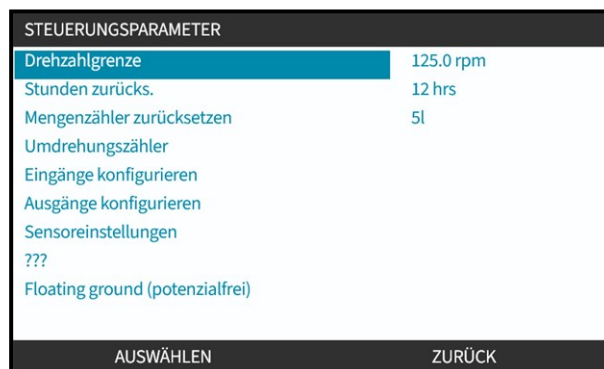 STEUERUNGSPARAMETER
Drehzahlgrenze 125.0 rpm
Stunden zurücks. 12 hrs
Mengenzähler zurücksetzen 5l
Umdrehungszähler
Eingänge konfigurieren
Ausgänge konfigurieren
Sensoreinstellungen
???
Floating ground (potenzialfrei)
AUSWÄHLEN ZURÜCK